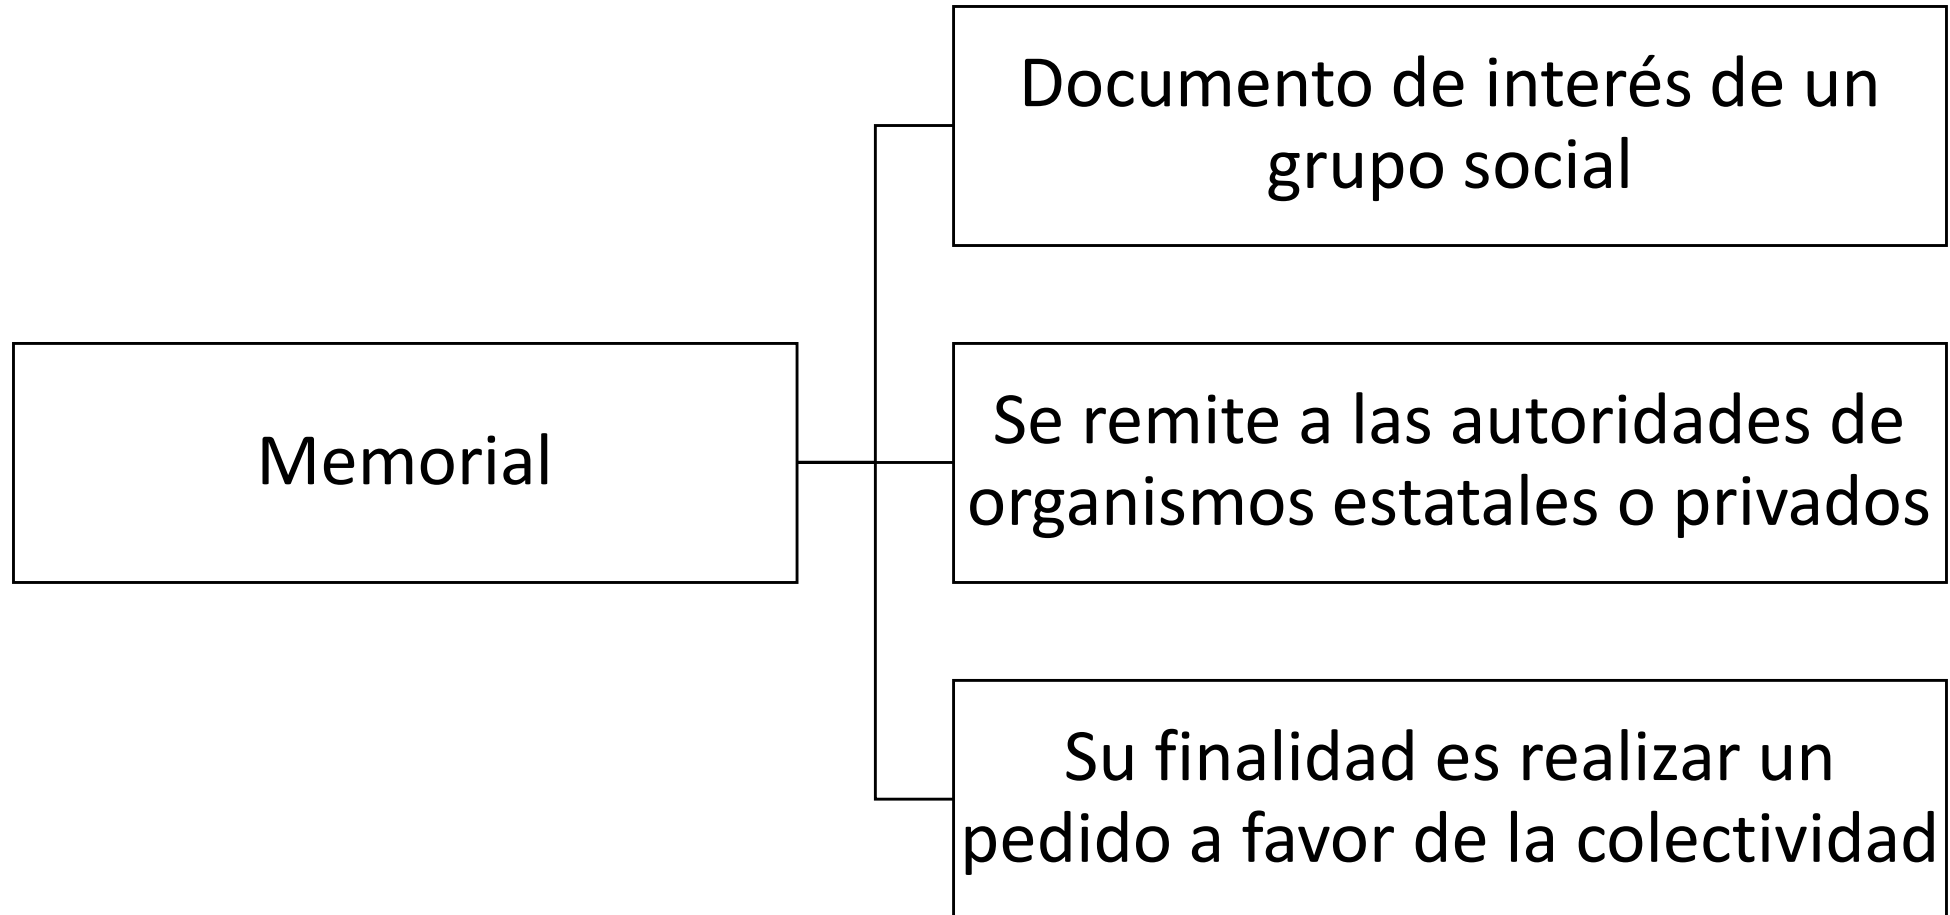 Memorial
Documento de interés de un
grupo social
Se remite a las autoridades de
organismos estatales o privados
Su finalidad es realizar un
pedido a favor de la colectividad